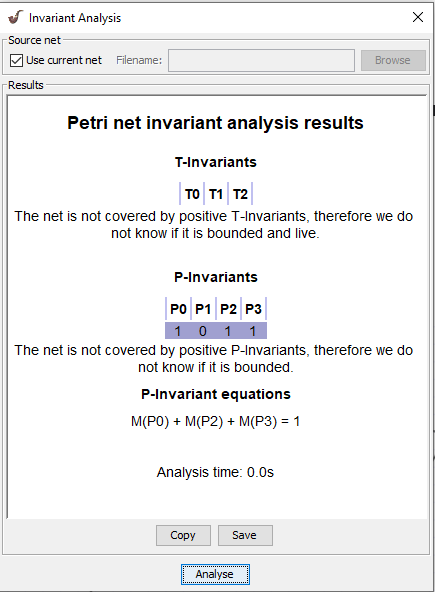 Invariant Analysis
Source net
Use current net Filename: Browse
Results
Petri net invariant analysis results
T-Invariants
T0 T1 T2
The net is not covered by positive T-Invariants, therefore we do
not know if it is bounded and live.
P-Invariants
P0 P1 P2 P3
1 0 1 1
The net is not covered by positive P-Invariants, therefore we do
not know if it is bounded.
P-Invariant equations
M(P0) + M(P2) + M(P3) = 1
Analysis time: 0.0s
Copy Save
Analyse